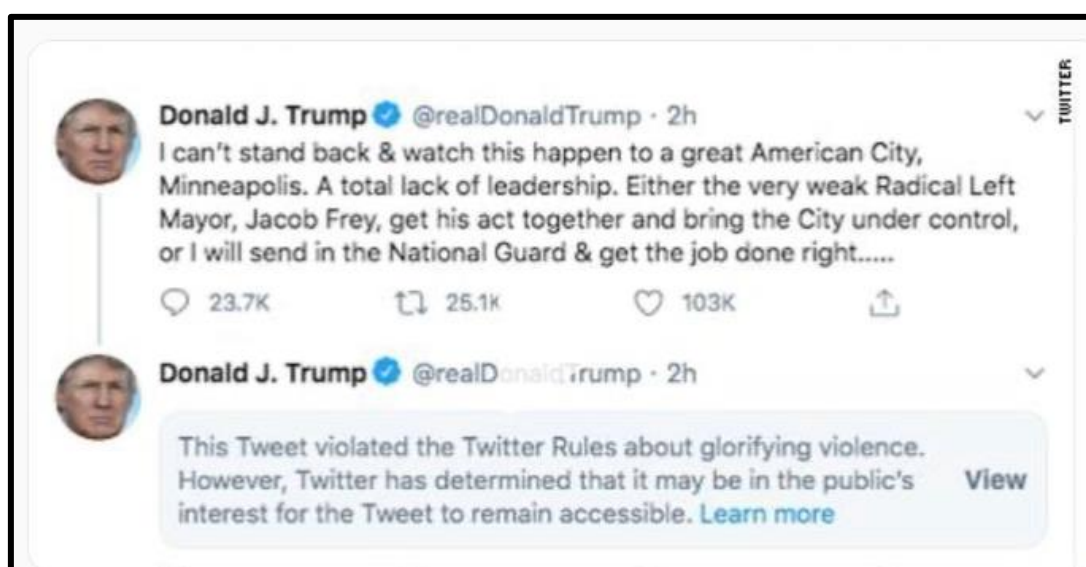 TWITTER
Donald J. Trump @realDonaldTrump · 2h
I can't stand back & watch this happen to a great American City,
Minneapolis. A total lack of leadership. Either the very weak Radical Left
Mayor, Jacob Frey, get his act together and bring the City under control,
or I will send in the National Guard & get the job done right.....
23.7K 25.1K 103K
Donald J. Trump @realDonaldTrump · 2h
This Tweet violated the Twitter Rules about glorifying violence.
However, Twitter has determined that it may be in the public's
interest for the Tweet to remain accessible. Learn more
View